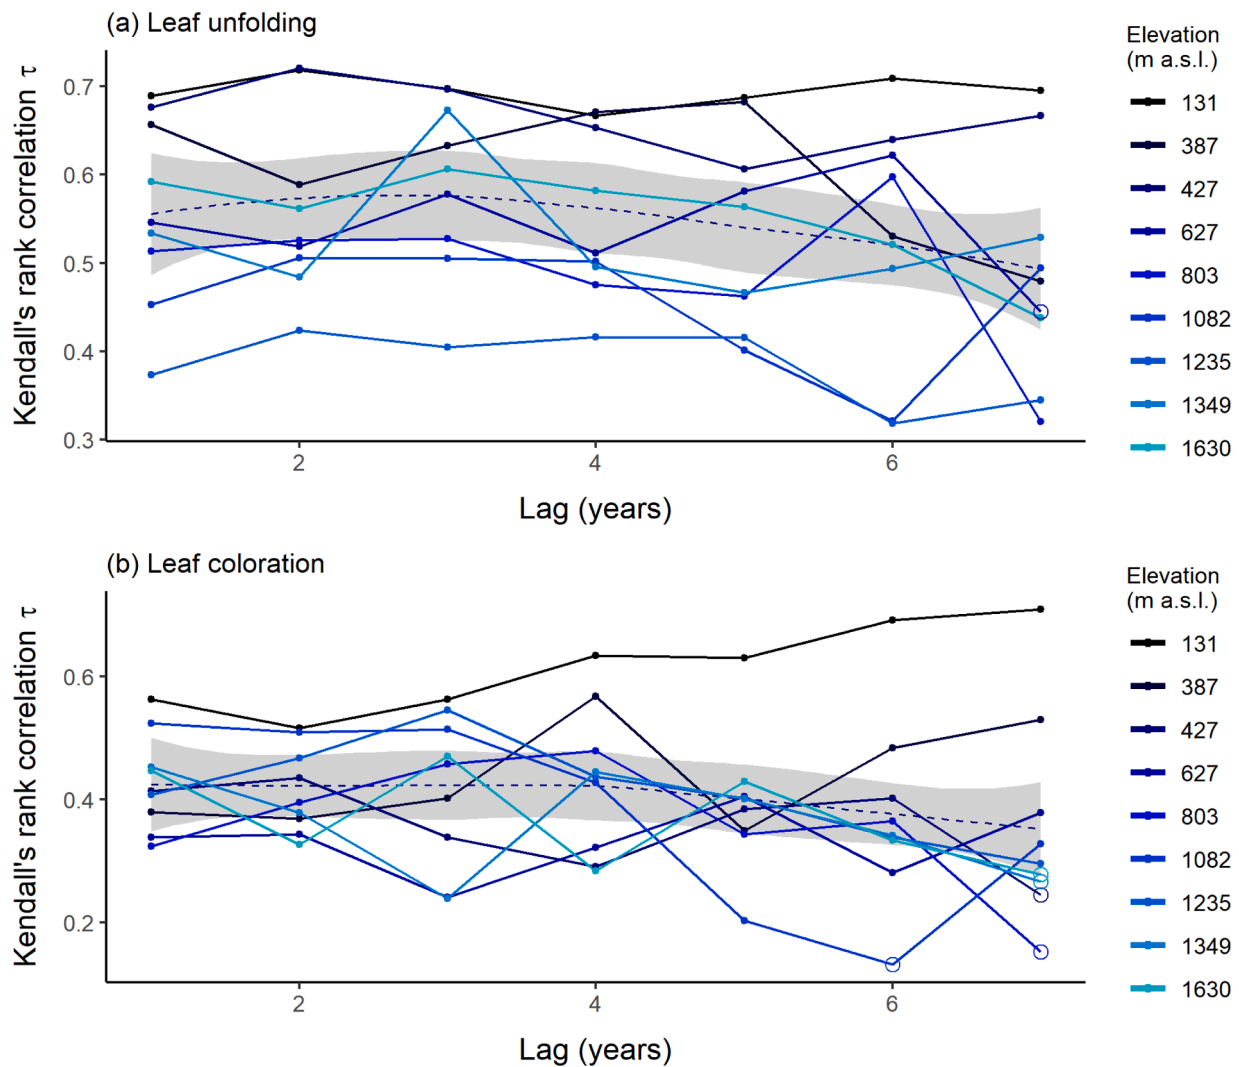 (a) Leaf unfolding
Kendall's rank correlation τ
0.7
0.6
0.5
0.4
0.3
2 4 6
Lag (years)
Elevation
(m a.s.l.)
131
387
427
627
803
1082
1235
1349
1630
(b) Leaf coloration
Kendall's rank correlation τ
0.6
0.4
0.2
2 4 6
Lag (years)
Elevation
(m a.s.l.)
131
387
427
627
803
1082
1235
1349
1630